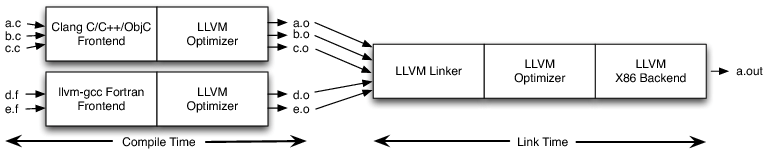 a.c
b.c
c.c
Clang C/C++/ObjC
Frontend
LLVM
Optimizer
a.o
b.o
c.o
d.f
e.f
llvm-gcc Fortran
Frontend
LLVM
Optimizer
d.o
e.o
LLVM Linker
LLVM
Optimizer
LLVM
X86 Backend
a.out
Compile Time
Link Time